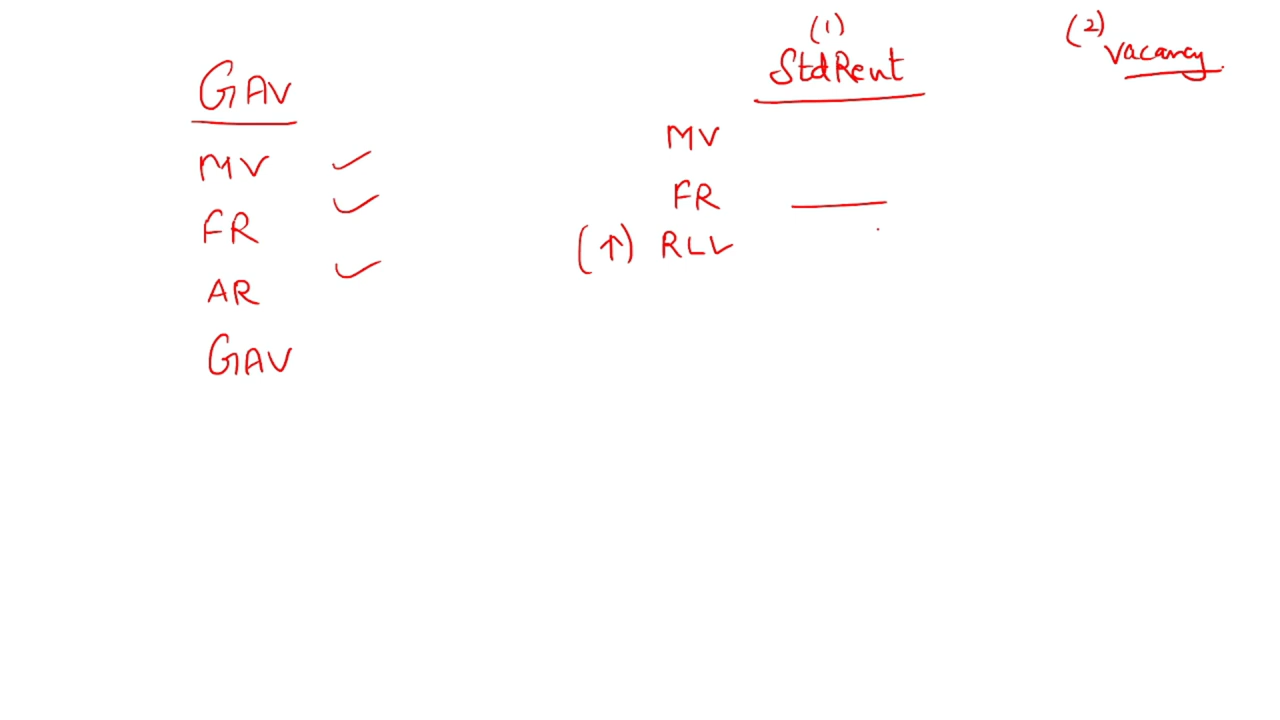 GAV
MV ✓
FR ✓
AR ✓
GAV
(1)
StdRent
MV
FR
(↑) RLV
(2)
Vacancy